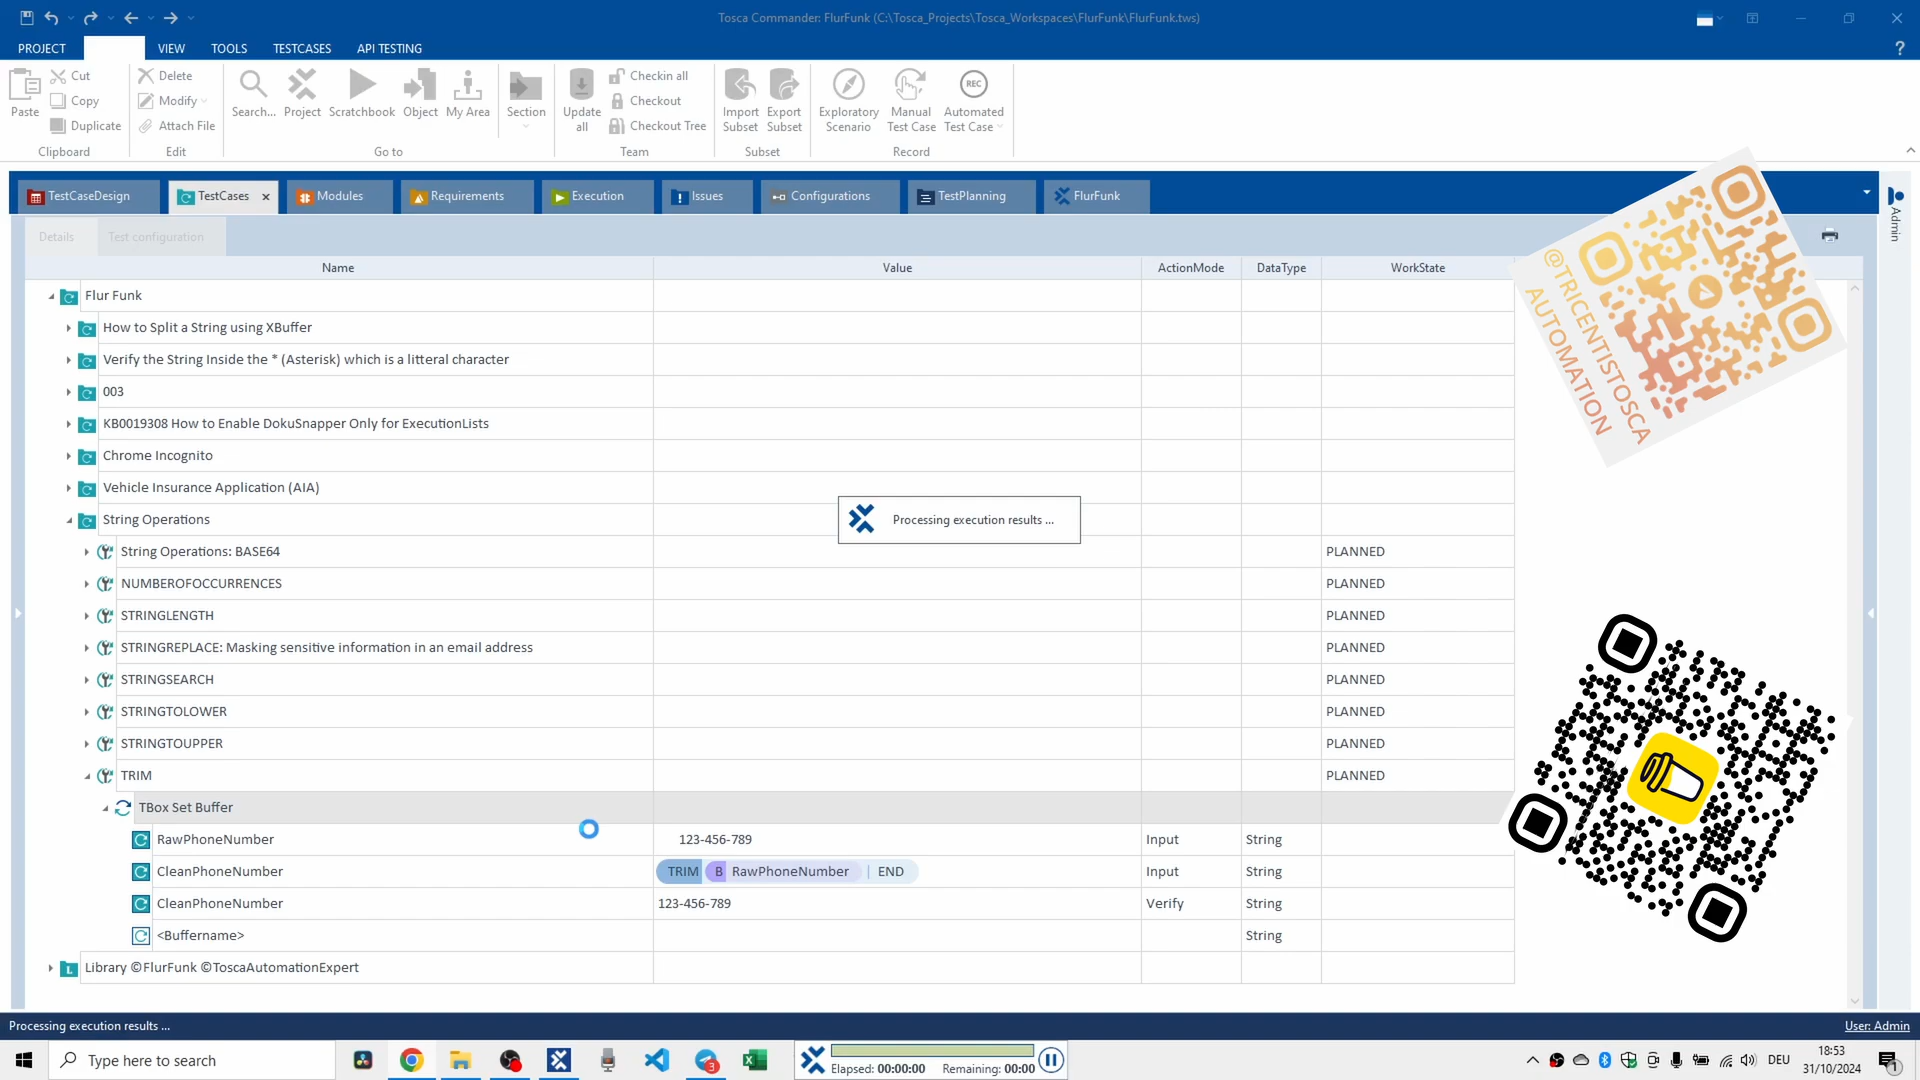 Tosca Commander: FlurFunk (C:\Tosca_Projects\Tosca_Workspaces\FlurFunk\FlurFunk.tws)
PROJECT VIEW TOOLS TESTCASES API TESTING
Paste Cut Copy Duplicate
Clipboard
Delete Modify Attach File
Edit
Search... Project Scratchbook Object My Area
Go to
Section
Update all Checkin all Checkout Checkout Tree
Team
Import Subset Export Subset
Subset
Exploratory Scenario Manual Test Case REC Automated Test Case
Record
TestCaseDesign TestCases Modules Requirements Execution Issues Configurations TestPlanning FlurFunk
Admin
Details Test configuration
Name Value ActionMode DataType WorkState
Flur Funk
How to Split a String using XBuffer
Verify the String Inside the * (Asterisk) which is a litteral character
003
KB0019308 How to Enable DokuSnapper Only for ExecutionLists
Chrome Incognito
Vehicle Insurance Application (AIA)
String Operations
Processing execution results ...
String Operations: BASE64 PLANNED
NUMBEROFOCCURRENCES PLANNED
STRINGLENGTH PLANNED
STRINGREPLACE: Masking sensitive information in an email address PLANNED
STRINGSEARCH PLANNED
STRINGTOLOWER PLANNED
STRINGTOUPPER PLANNED
TRIM PLANNED
TBox Set Buffer
RawPhoneNumber 123-456-789 Input String
CleanPhoneNumber TRIM B RawPhoneNumber | END Input String
CleanPhoneNumber 123-456-789 Verify String
<Buffername> String
Library ©FlurFunk ©ToscaAutomationExpert
@TRICENTISTOSCA
AUTOMATION
Processing execution results ... User: Admin
Type here to search
3
Elapsed: 00:00:00 Remaining: 00:00
DEU
18:53
31/10/2024
1